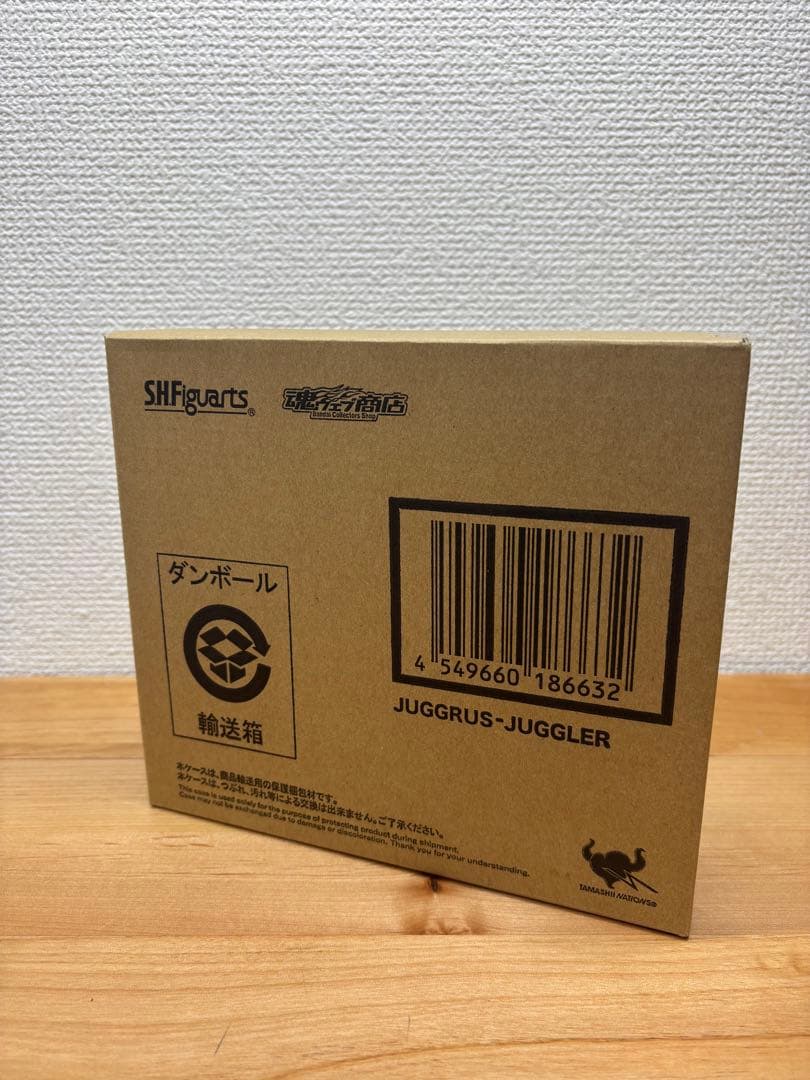 S.H.Figuarts®
魂ウェブ商店
Bandai Collectors Shop
ダンボール
輸送箱
4 549660 186632
JUGGRUS-JUGGLER
本ケースは、商品輸送用の保護梱包材です。
本ケースは、つぶれ、汚れ等による交換は出来ません。ご了承ください。
This case is used solely for the purpose of protecting product during shipment.
Case may not be exchanged due to damage or discoloration. Thank you for your understanding.
TAMASHII NATIONS®